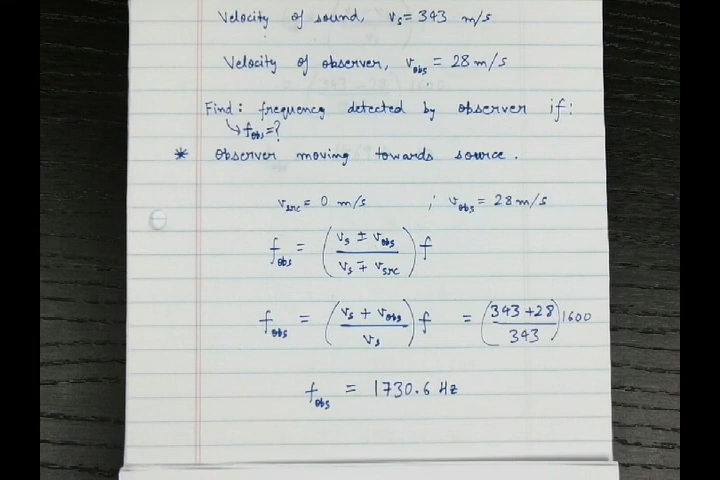 Velocity of sound, vs = 343 m/s
Velocity of observer, vobs = 28 m/s
Find: frequency detected by observer if:
↳ fobs = ?
* Observer moving towards source.
vsrc = 0 m/s ; vobs = 28 m/s
fobs = (vs ± vobs / vs ∓ vsrc) f
fobs = (vs + vobs / vs) f = (343 + 28 / 343) 1600
fobs = 1730.6 Hz